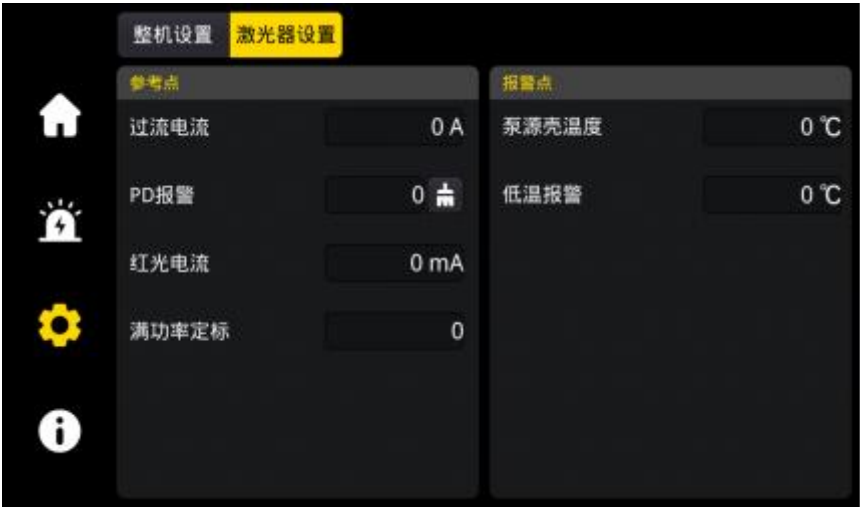 整机设置 激光器设置
参考点
过流电流 0 A
PD报警 0
红光电流 0 mA
满功率定标 0
报警点
泵源壳温度 0 ℃
低温报警 0 ℃